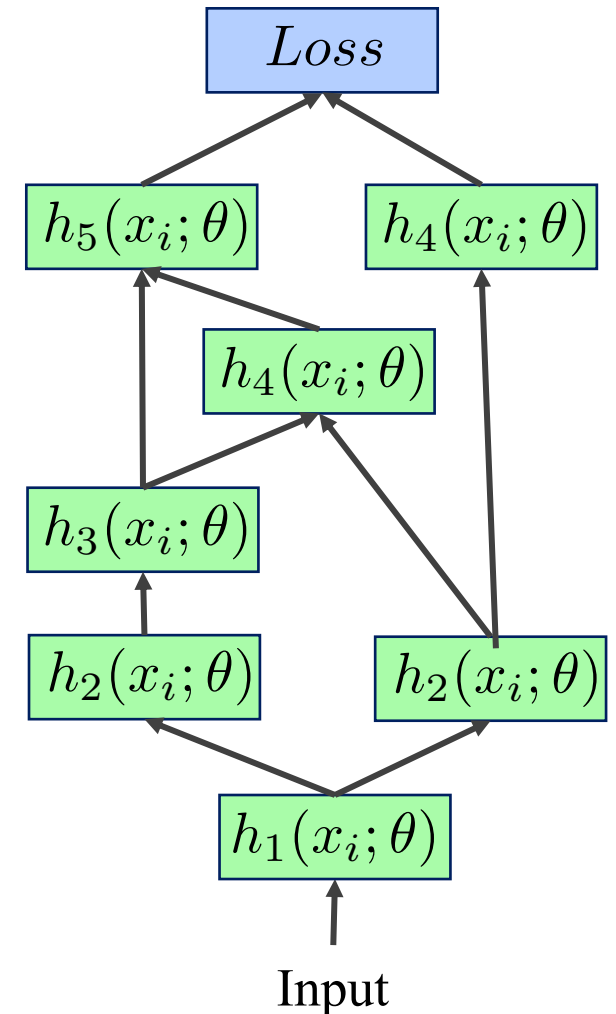 Loss
h₅(xᵢ; θ)
h₄(xᵢ; θ)
h₄(xᵢ; θ)
h₃(xᵢ; θ)
h₂(xᵢ; θ)
h₂(xᵢ; θ)
h₁(xᵢ; θ)
Input